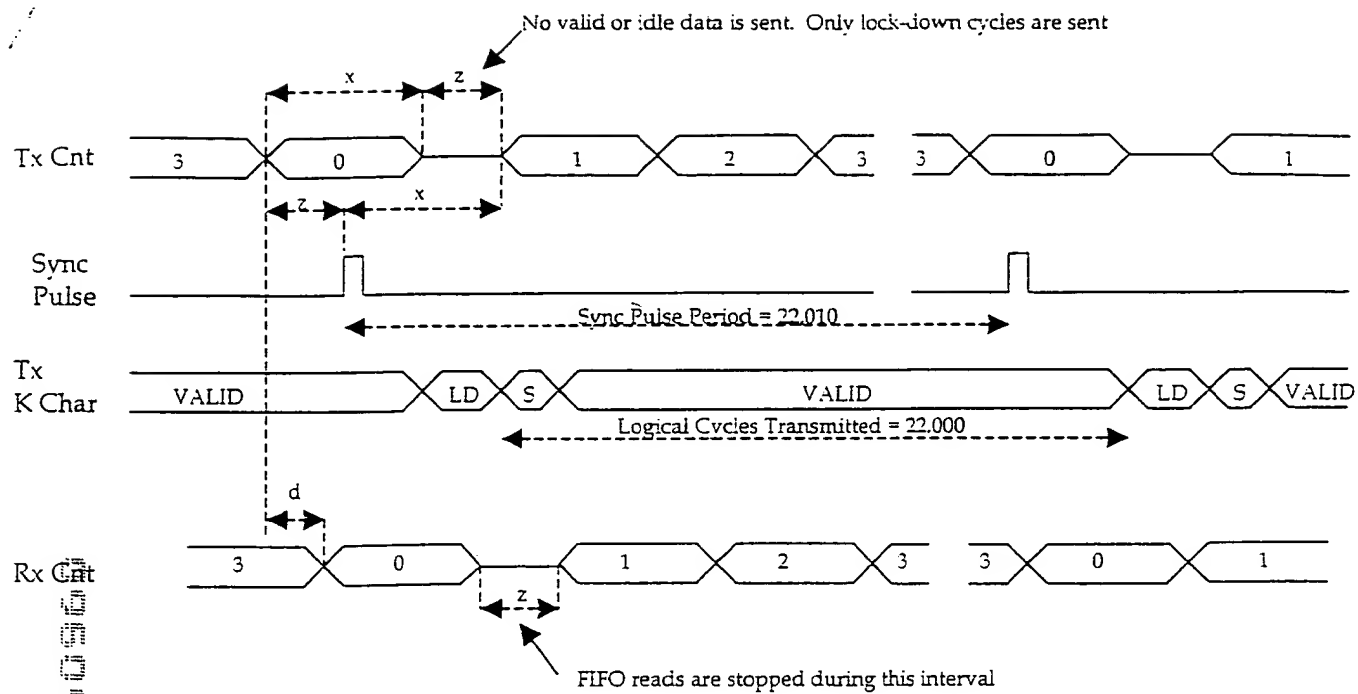 No valid or idle data is sent. Only lock-down cycles are sent
x z
Tx Cnt 3 0 1 2 3 3 0 1
z x
Sync
Pulse
Sync Pulse Period = 22.010
Tx
K Char VALID LD S VALID LD S VALID
Logical Cycles Transmitted = 22.000
d
Rx Cnt 3 0 1 2 3 3 0 1
z
FIFO reads are stopped during this interval